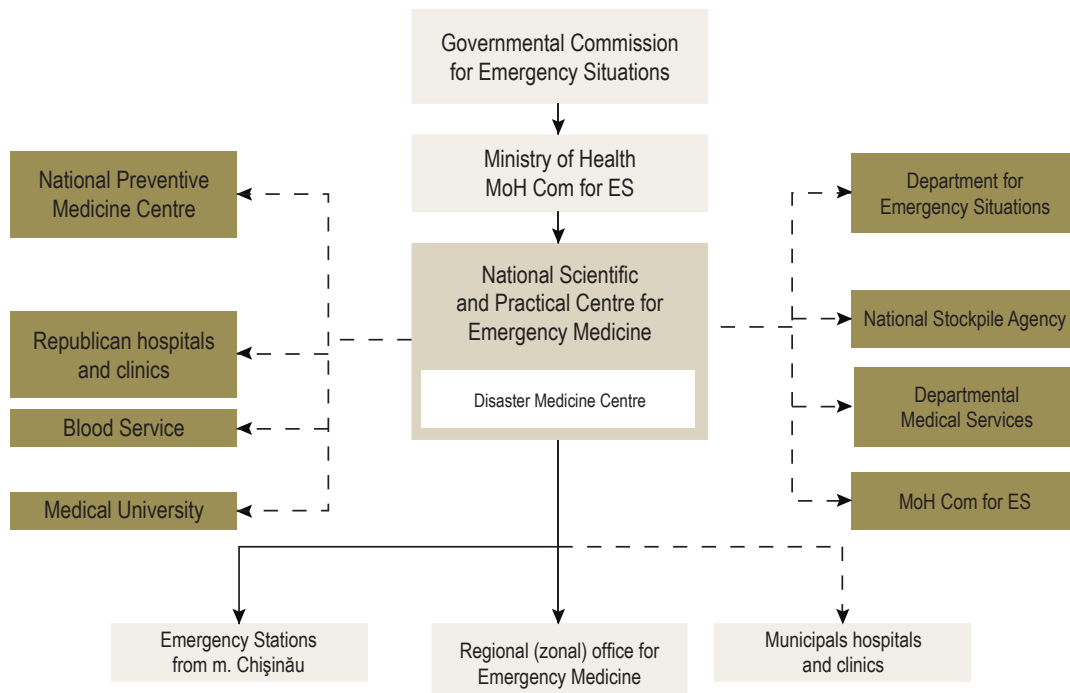 Governmental Commission
for Emergency Situations
Ministry of Health
MoH Com for ES
National Preventive
Medicine Centre
Republican hospitals
and clinics
Blood Service
Medical University
National Scientific
and Practical Centre for
Emergency Medicine
Disaster Medicine Centre
Department for
Emergency Situations
National Stockpile Agency
Departmental
Medical Services
MoH Com for ES
Emergency Stations
from m. Chişinău
Regional (zonal) office for
Emergency Medicine
Municipals hospitals
and clinics